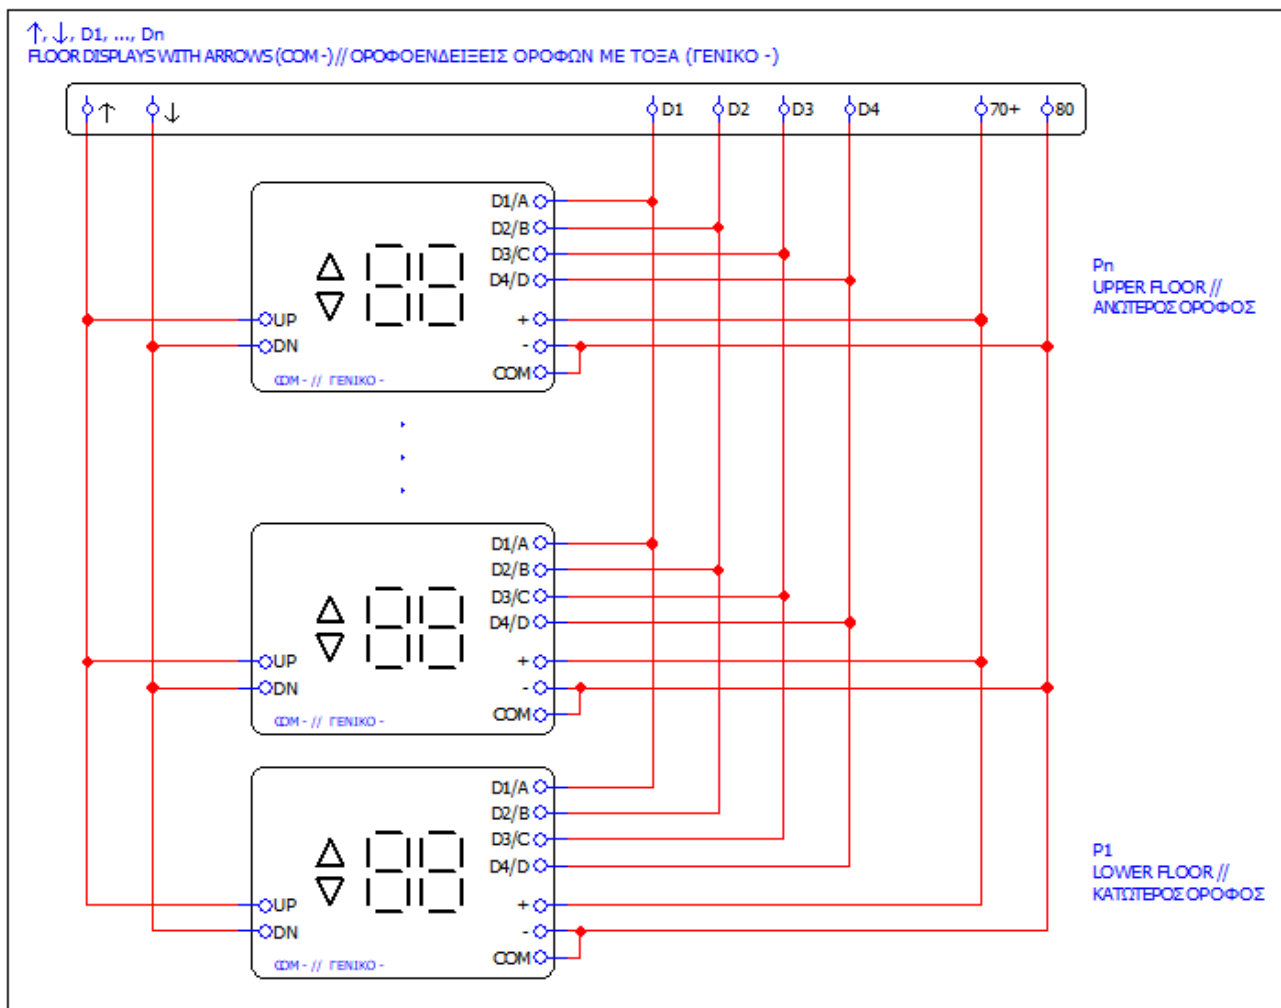 ↑, ↓, D1, ..., Dn
FLOOR DISPLAYS WITH ARROWS (COM -) // ΟΡΟΦΟΕΝΔΕΙΞΕΙΣ ΟΡΟΦΩΝ ΜΕ ΤΟΞΑ (ΓΕΝΙΚΟ -)
↑ ↓ D1 D2 D3 D4 70+ 80
D1/A
D2/B
D3/C
D4/D
UP +
DN -
COM
COM - // ΓΕΝΙΚΟ -
Pn
UPPER FLOOR //
ΑΝΩΤΕΡΟΣ ΟΡΟΦΟΣ
D1/A
D2/B
D3/C
D4/D
UP +
DN -
COM
COM - // ΓΕΝΙΚΟ -
D1/A
D2/B
D3/C
D4/D
UP +
DN -
COM
COM - // ΓΕΝΙΚΟ -
P1
LOWER FLOOR //
ΚΑΤΩΤΕΡΟΣ ΟΡΟΦΟΣ